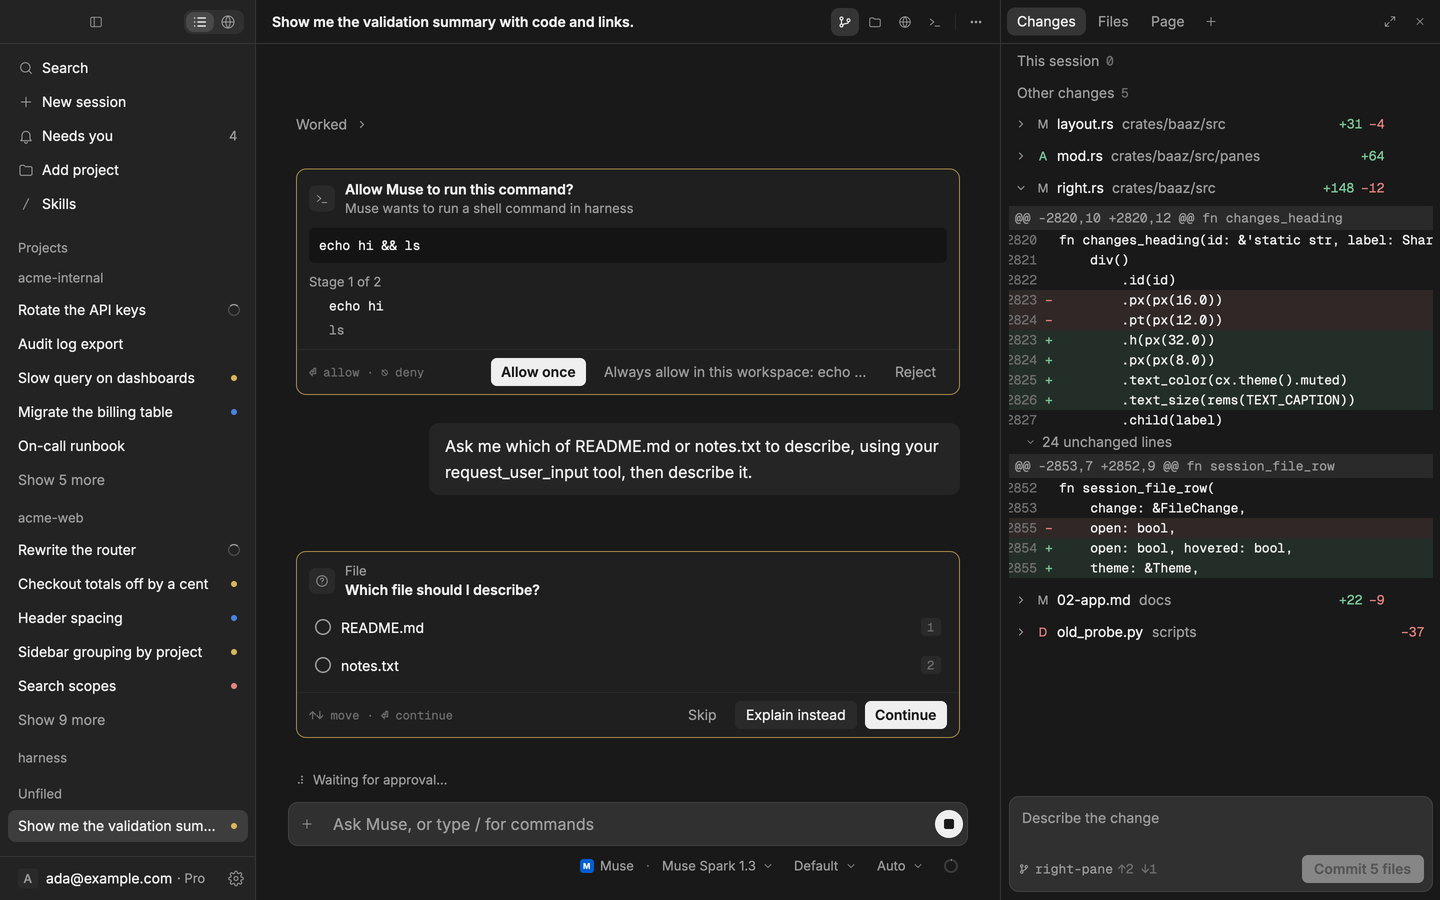 Search
New session
Needs you 4
Add project
Skills
Projects
acme-internal
Rotate the API keys
Audit log export
Slow query on dashboards
Migrate the billing table
On-call runbook
Show 5 more
acme-web
Rewrite the router
Checkout totals off by a cent
Header spacing
Sidebar grouping by project
Search scopes
Show 9 more
harness
Unfiled
Show me the validation sum...
A ada@example.com · Pro
Show me the validation summary with code and links.
Worked
Allow Muse to run this command?
Muse wants to run a shell command in harness
echo hi && ls
Stage 1 of 2
echo hi
ls
allow · deny Allow once Always allow in this workspace: echo ... Reject
Ask me which of README.md or notes.txt to describe, using your
request_user_input tool, then describe it.
File
Which file should I describe?
README.md 1
notes.txt 2
↑↓ move · continue Skip Explain instead Continue
Waiting for approval...
+ Ask Muse, or type / for commands
M Muse · Muse Spark 1.3 Default Auto
Changes Files Page +
This session 0
Other changes 5
M layout.rs crates/baaz/src +31 −4
A mod.rs crates/baaz/src/panes +64
M right.rs crates/baaz/src +148 −12
@@ -2820,10 +2820,12 @@ fn changes_heading
2820 fn changes_heading(id: &'static str, label: Shar
2821 div()
2822 .id(id)
2823 − .px(px(16.0))
2824 − .pt(px(12.0))
2823 + .h(px(32.0))
2824 + .px(px(8.0))
2825 + .text_color(cx.theme().muted)
2826 + .text_size(rems(TEXT_CAPTION))
2827 .child(label)
24 unchanged lines
@@ -2853,7 +2852,9 @@ fn session_file_row
2852 fn session_file_row(
2853 change: &FileChange,
2855 − open: bool,
2854 + open: bool, hovered: bool,
2855 + theme: &Theme,
M 02-app.md docs +22 −9
D old_probe.py scripts −37
Describe the change
right-pane ↑2 ↓1 Commit 5 files